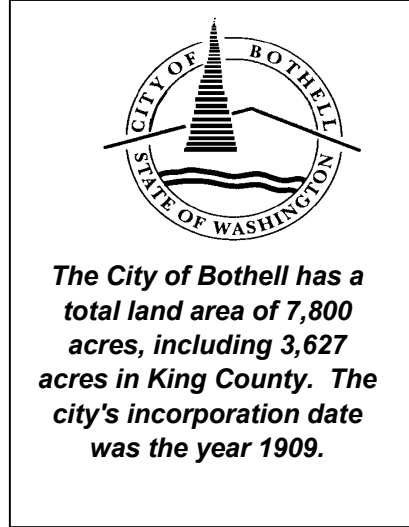 CITY OF BOTHELL
STATE OF WASHINGTON
The City of Bothell has a
total land area of 7,800
acres, including 3,627
acres in King County. The
city's incorporation date
was the year 1909.